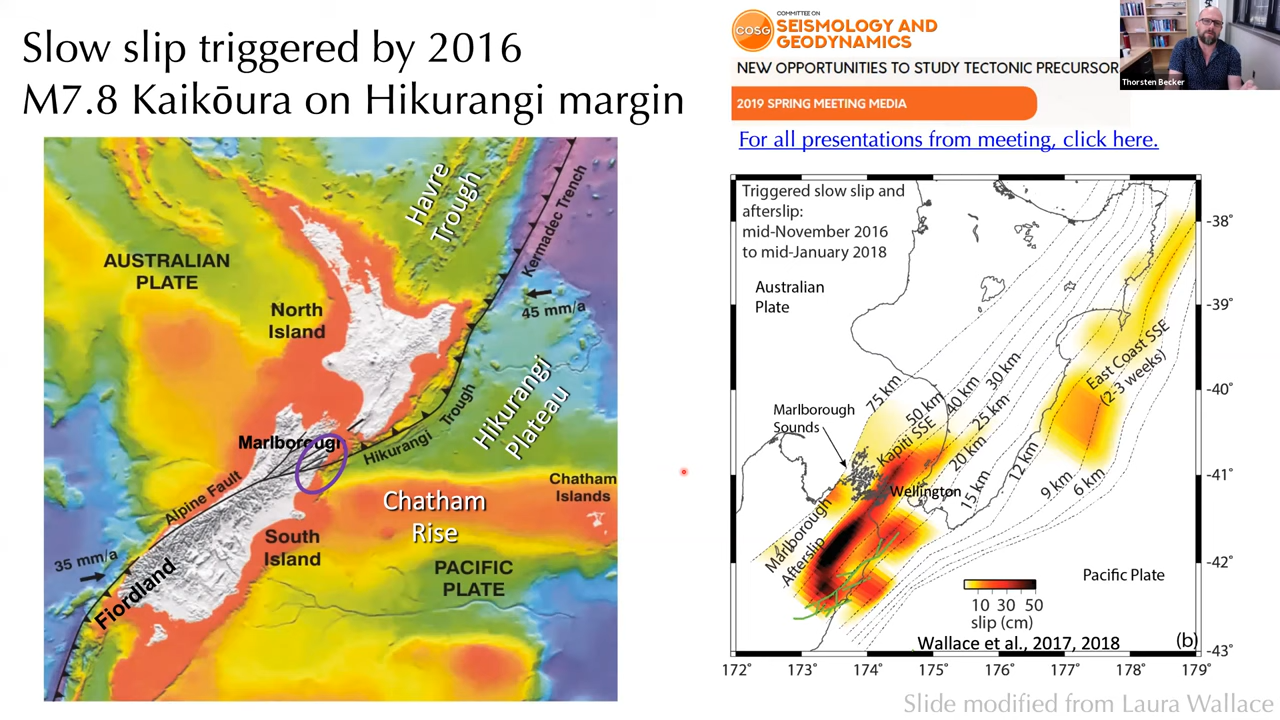 Slow slip triggered by 2016
M7.8 Kaikōura on Hikurangi margin
COMMITTEE ON
COSG
SEISMOLOGY AND
GEODYNAMICS
NEW OPPORTUNITIES TO STUDY TECTONIC PRECURSOR
2019 SPRING MEETING MEDIA
For all presentations from meeting, click here.
Thorsten Becker
Havre
Trough
Kermadec Trench
AUSTRALIAN
PLATE
45 mm/a
North
Island
Hikurangi
Plateau
Marlborough
Hikurangi
Trough
Alpine Fault
Chatham
Rise
Chatham
Islands
South
Island
35 mm/a
Fiordland
PACIFIC
PLATE
Triggered slow slip and
afterslip:
mid-November 2016
to mid-January 2018
Australian
Plate
East Coast SSE
(2-3 weeks)
75 km
50 km
40 km
30 km
25 km
20 km
15 km
12 km
9 km
6 km
Marlborough
Sounds
Kapiti SSE
Wellington
Marlborough
Afterslip
Pacific Plate
10 30 50
slip (cm)
Wallace et al., 2017, 2018
(b)
-38°
-39°
-40°
-41°
-42°
-43°
172° 173° 174° 175° 176° 177° 178° 179°
Slide modified from Laura Wallace